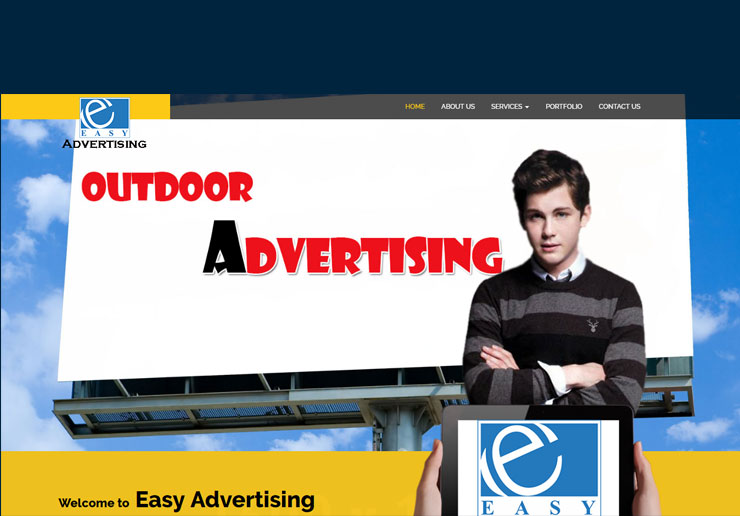 HOME ABOUT US SERVICES PORTFOLIO CONTACT US
e
EASY
ADVERTISING
OUTDOOR
ADVERTISING
e
EASY
Welcome to Easy Advertising